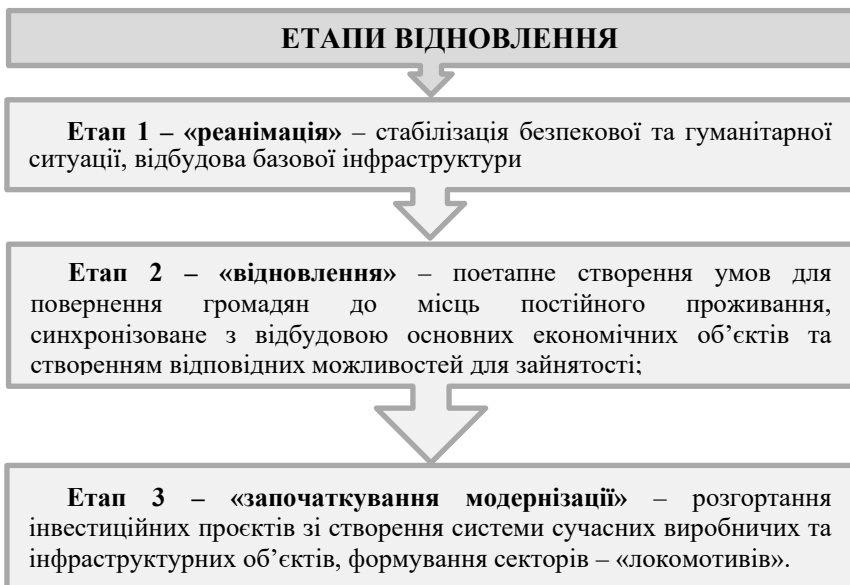 ЕТАПИ ВІДНОВЛЕННЯ
Етап 1 – «реанімація» – стабілізація безпекової та гуманітарної
ситуації, відбудова базової інфраструктури
Етап 2 – «відновлення» – поетапне створення умов для
повернення громадян до місць постійного проживання,
синхронізоване з відбудовою основних економічних об’єктів та
створенням відповідних можливостей для зайнятості;
Етап 3 – «започаткування модернізації» – розгортання
інвестиційних проєктів зі створення системи сучасних виробничих та
інфраструктурних об’єктів, формування секторів – «локомотивів».